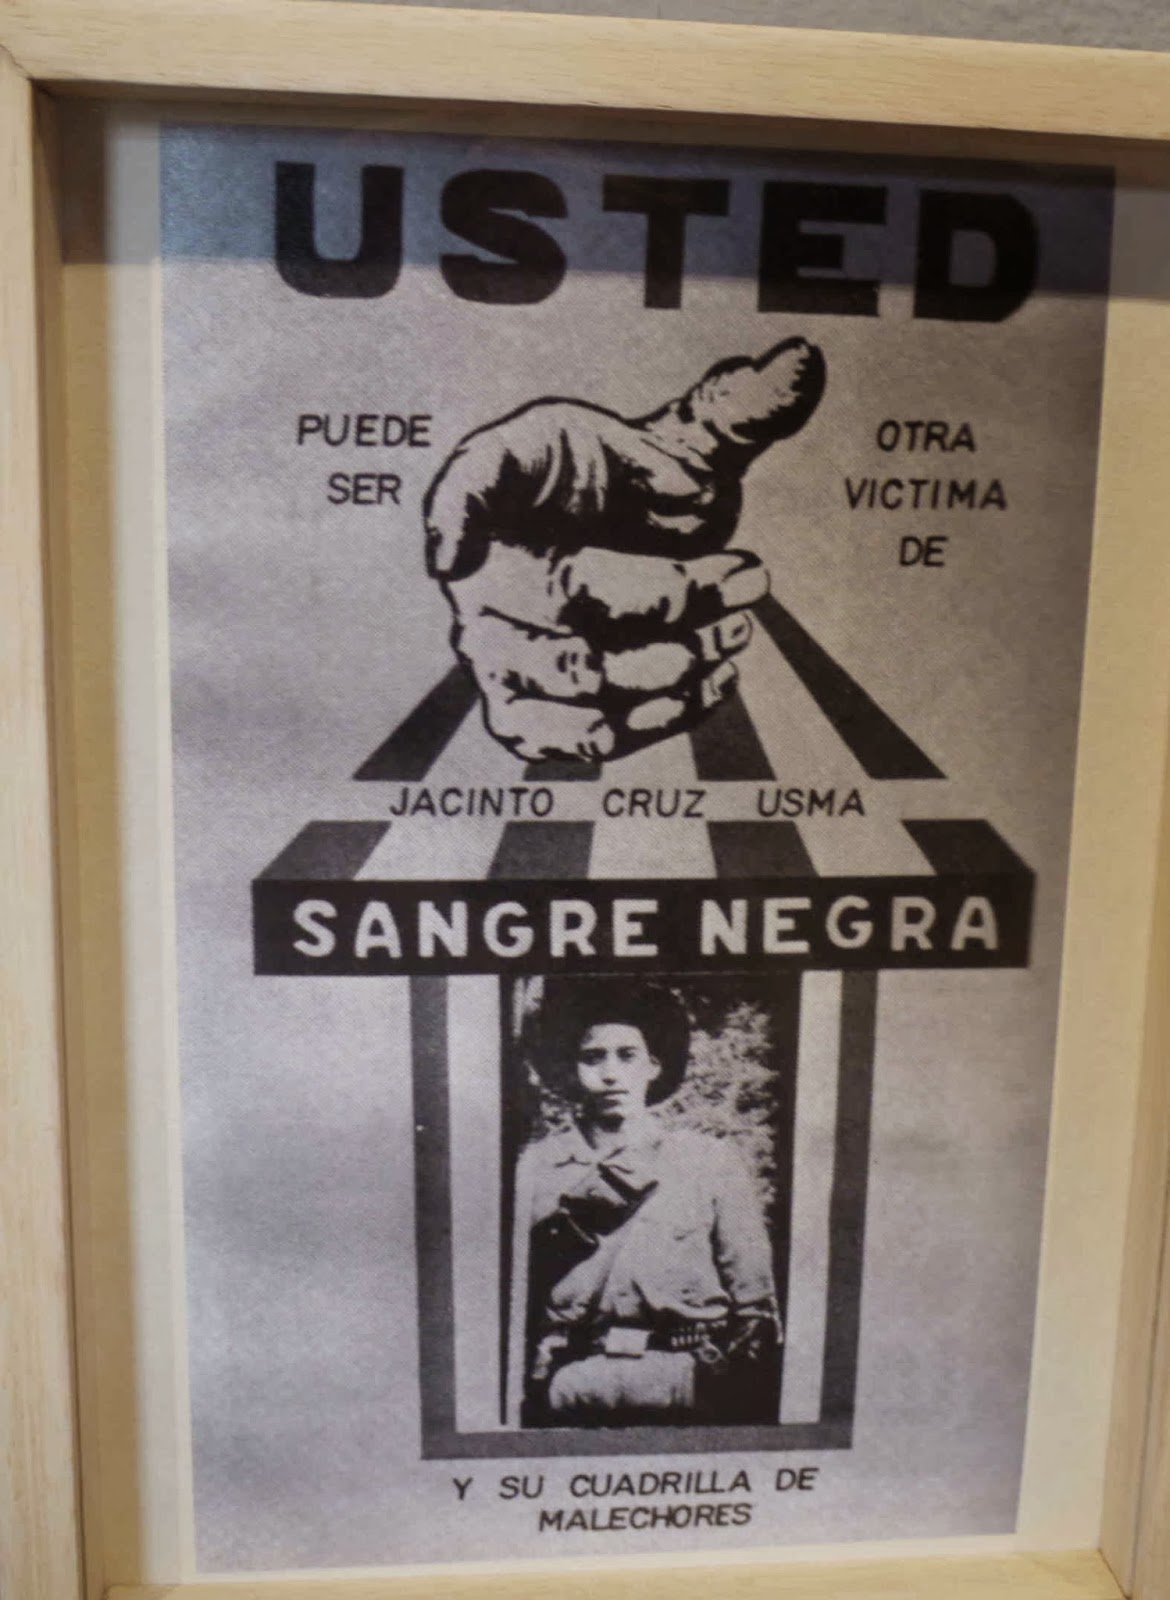 USTED
PUEDE
SER
OTRA
VICTIMA
DE
JACINTO CRUZ USMA
SANGRE NEGRA
Y SU CUADRILLA DE
MALECHORES